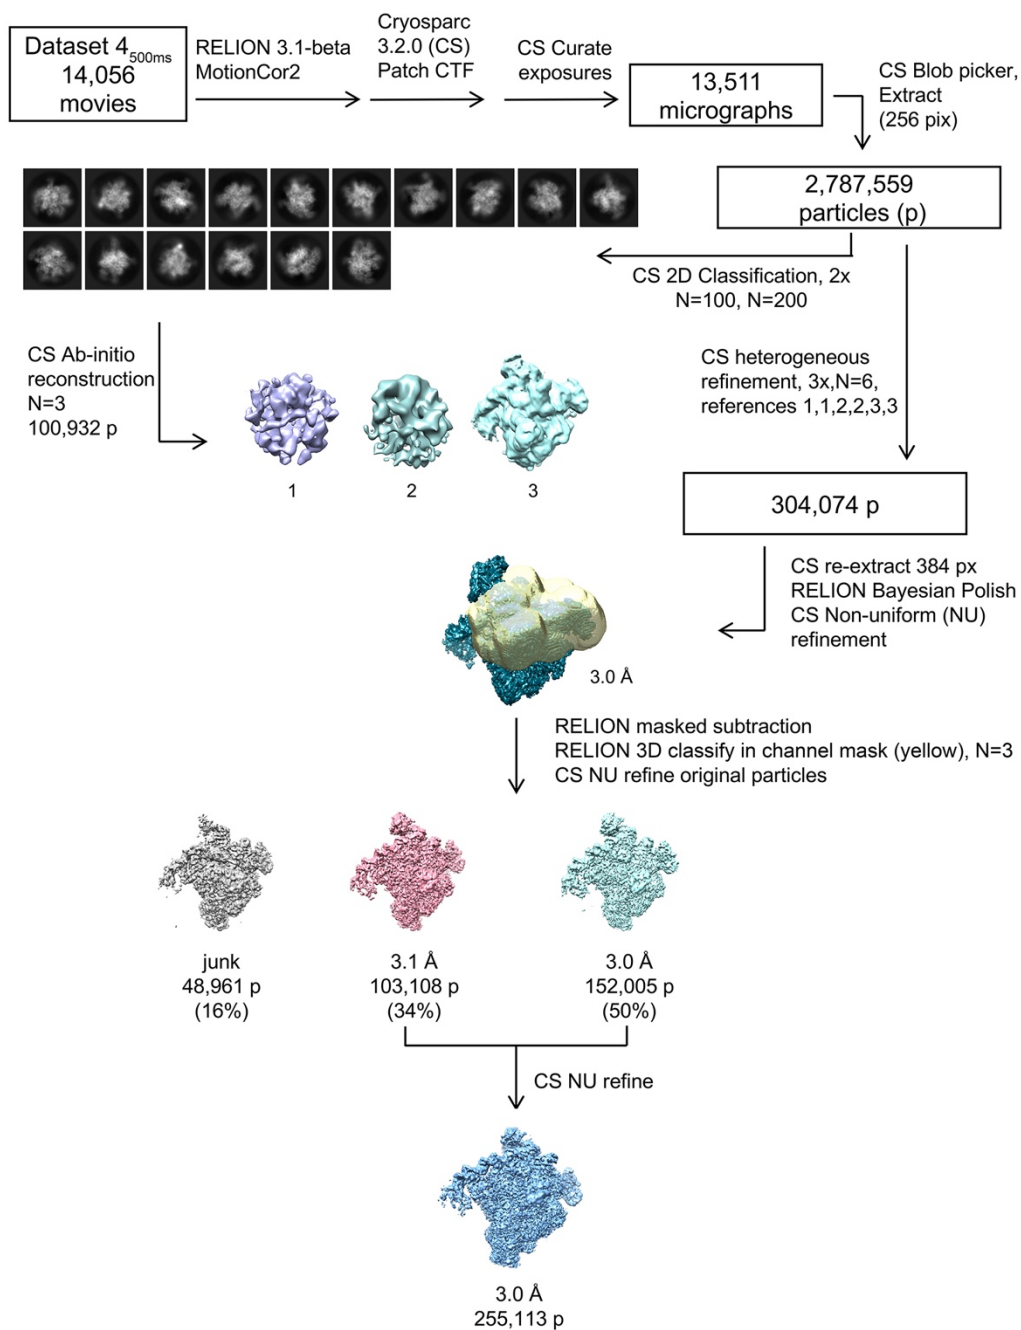 Dataset 4500ms
14,056
movies
RELION 3.1-beta
MotionCor2
Cryosparc
3.2.0 (CS)
Patch CTF
CS Curate
exposures
13,511
micrographs
CS Blob picker,
Extract
(256 pix)
2,787,559
particles (p)
CS 2D Classification, 2x
N=100, N=200
CS Ab-initio
reconstruction
N=3
100,932 p
1
2
3
CS heterogeneous
refinement, 3x,N=6,
references 1,1,2,2,3,3
304,074 p
CS re-extract 384 px
RELION Bayesian Polish
CS Non-uniform (NU)
refinement
3.0 Å
RELION masked subtraction
RELION 3D classify in channel mask (yellow), N=3
CS NU refine original particles
junk
48,961 p
(16%)
3.1 Å
103,108 p
(34%)
3.0 Å
152,005 p
(50%)
CS NU refine
3.0 Å
255,113 p